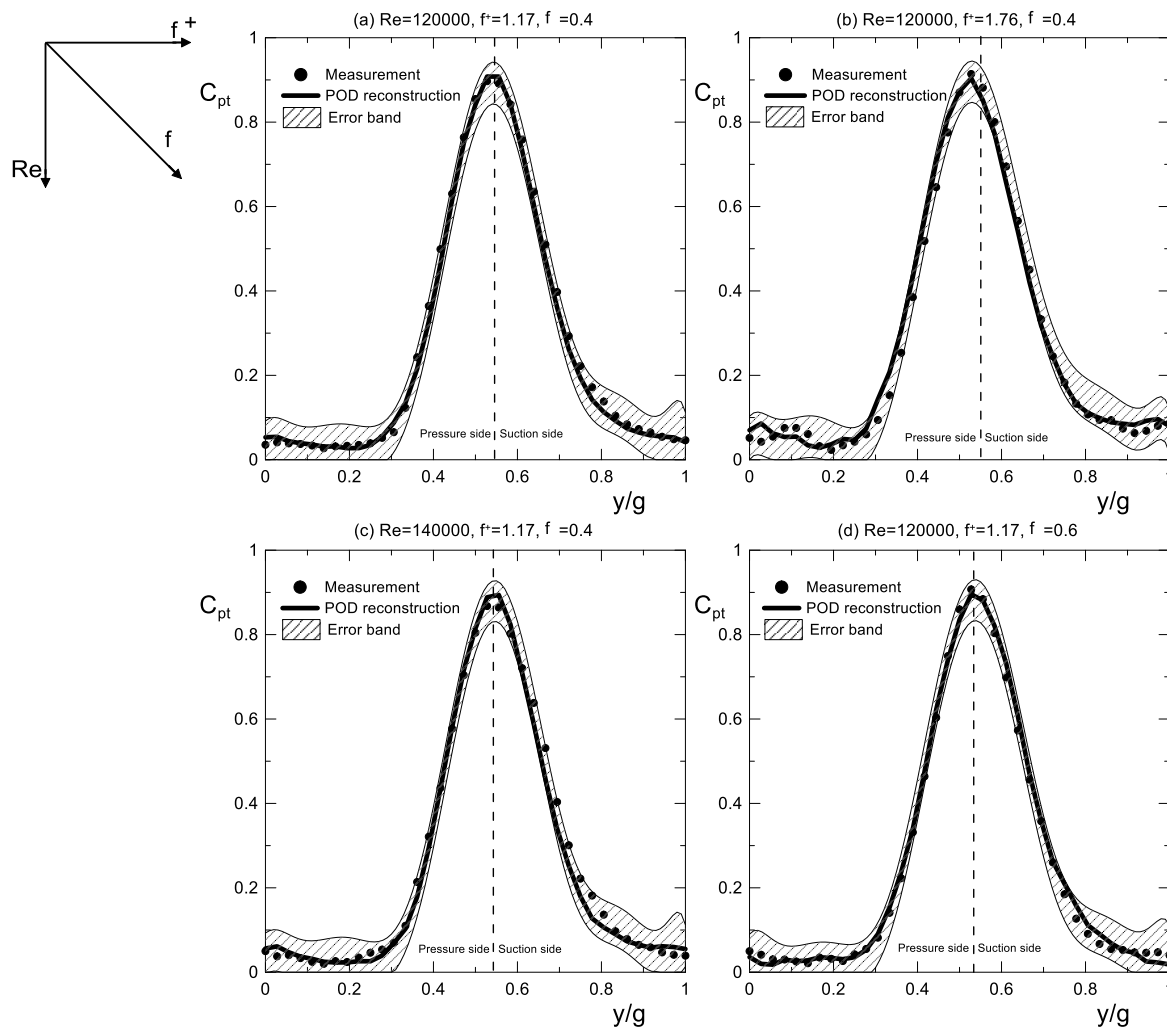 f+
f
Re
(a) Re=120000, f+=1.17, f =0.4
1
0.8
0.6
0.4
0.2
0
Cpt
Measurement
POD reconstruction
Error band
Pressure side
Suction side
0 0.2 0.4 0.6 0.8 1
y/g
(b) Re=120000, f+=1.76, f =0.4
1
0.8
0.6
0.4
0.2
0
Cpt
Measurement
POD reconstruction
Error band
Pressure side
Suction side
0 0.2 0.4 0.6 0.8 1
y/g
(c) Re=140000, f+=1.17, f =0.4
1
0.8
0.6
0.4
0.2
0
Cpt
Measurement
POD reconstruction
Error band
Pressure side
Suction side
0 0.2 0.4 0.6 0.8 1
y/g
(d) Re=120000, f+=1.17, f =0.6
1
0.8
0.6
0.4
0.2
0
Cpt
Measurement
POD reconstruction
Error band
Pressure side
Suction side
0 0.2 0.4 0.6 0.8 1
y/g